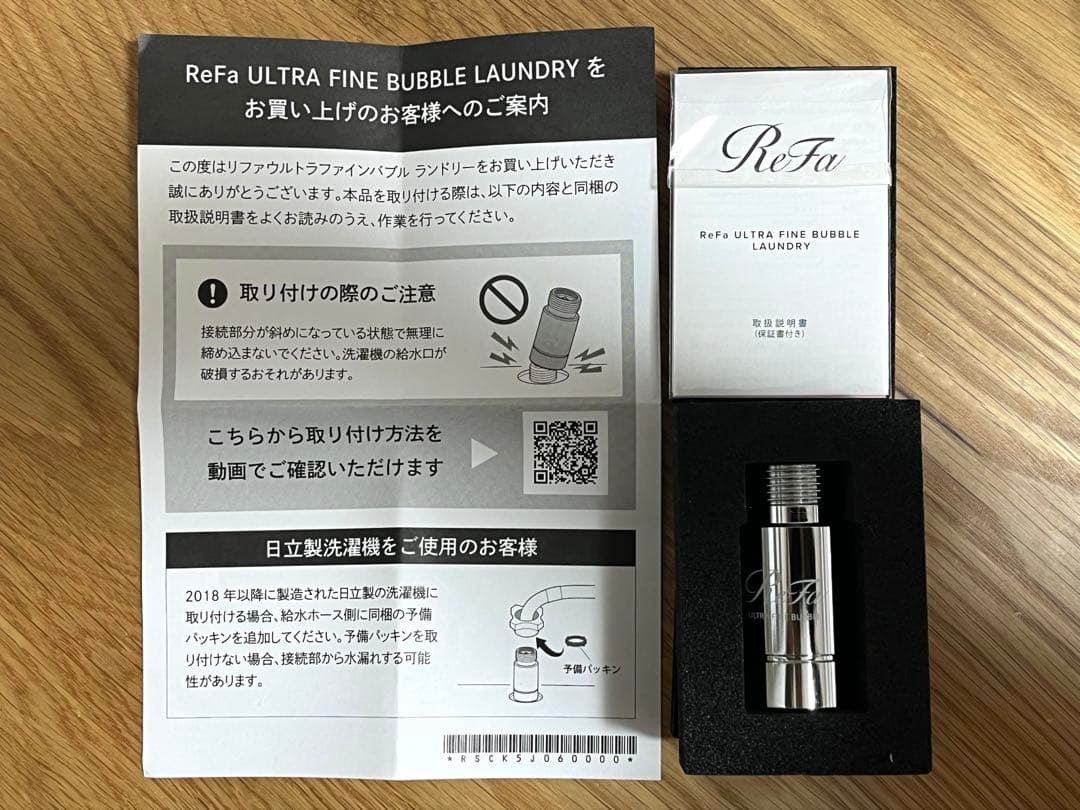 ReFa ULTRA FINE BUBBLE LAUNDRY を
お買い上げのお客様へのご案内
この度はリファウルトラファインバブル ランドリーをお買い上げいただき
誠にありがとうございます。本品を取り付ける際は、以下の内容と同梱の
取扱説明書をよくお読みのうえ、作業を行ってください。
取り付けの際のご注意
接続部分が斜めになっている状態で無理に
締め込まないでください。洗濯機の給水口が
破損するおそれがあります。
こちらから取り付け方法を
動画でご確認いただけます
日立製洗濯機をご使用のお客様
2018 年以降に製造された日立製の洗濯機に
取り付ける場合、給水ホース側に同梱の予備
パッキンを追加してください。予備パッキンを取
り付けない場合、接続部から水漏れする可能
性があります。
予備パッキン
*RSCK5J060000*
ReFa
ReFa ULTRA FINE BUBBLE
LAUNDRY
取扱説明書
(保証書付き)
ReFa
ULTRA FINE BUBBLE